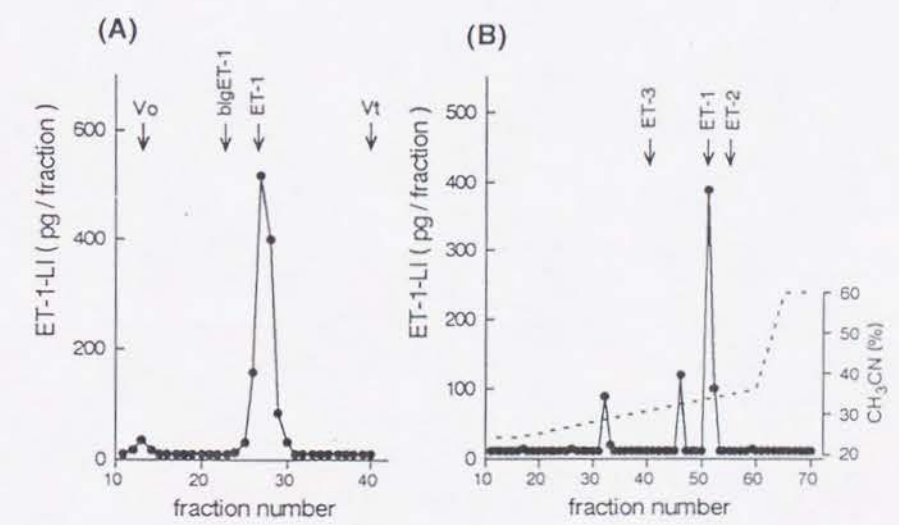 (A)
ET-1-LI ( pg / fraction )
600
400
200
0
10
20
30
40
fraction number
Vo
bigET-1
ET-1
Vt
(B)
ET-1-LI ( pg / fraction )
500
400
300
200
100
0
10
20
30
40
50
60
70
fraction number
ET-3
ET-1
ET-2
60
50
40
30
20
CH₃CN (%)